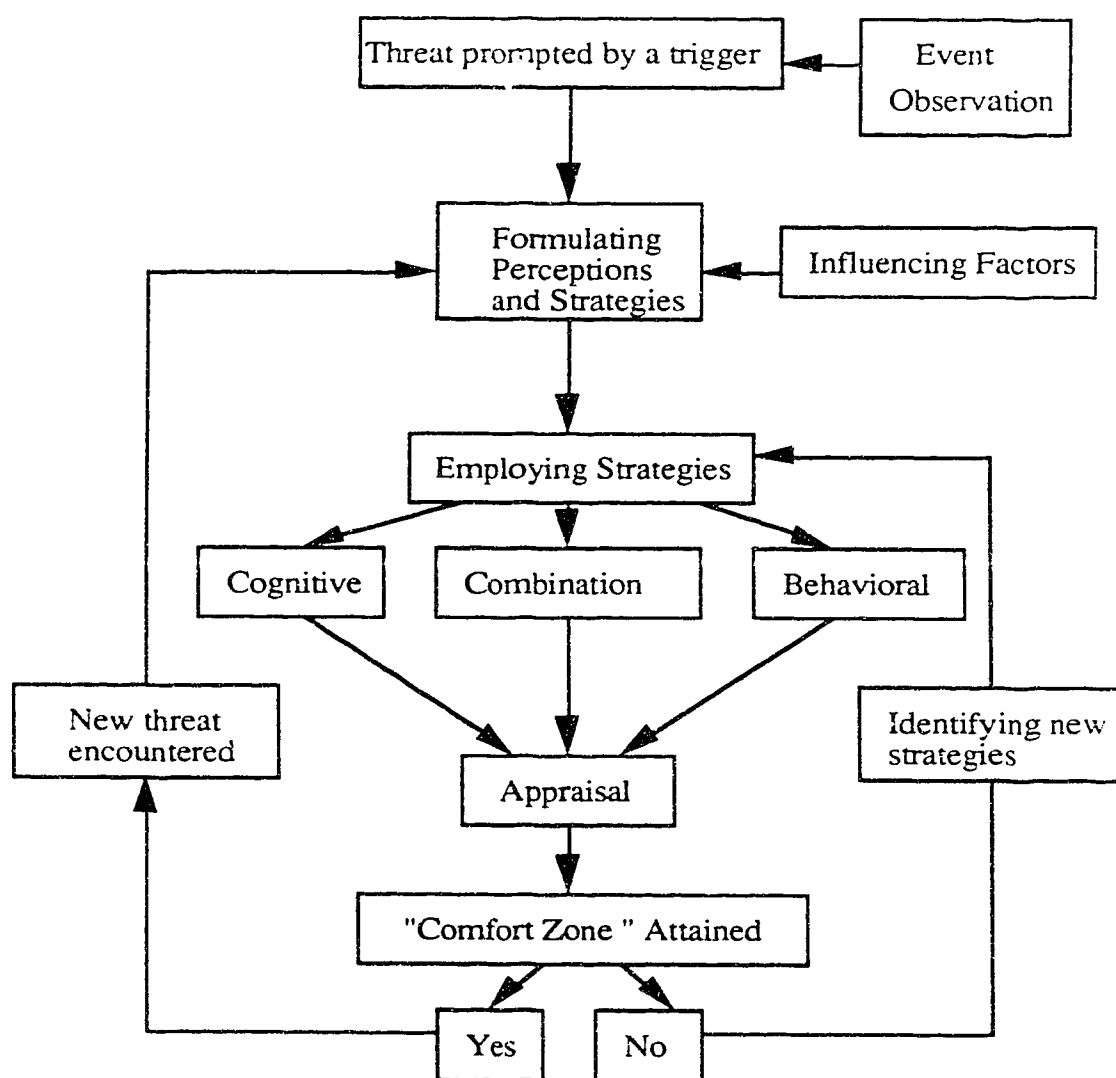 Threat prompted by a trigger
Event
Observation
Formulating
Perceptions
and Strategies
Influencing Factors
Employing Strategies
Cognitive
Combination
Behavioral
New threat
encountered
Identifying new
strategies
Appraisal
"Comfort Zone " Attained
Yes
No